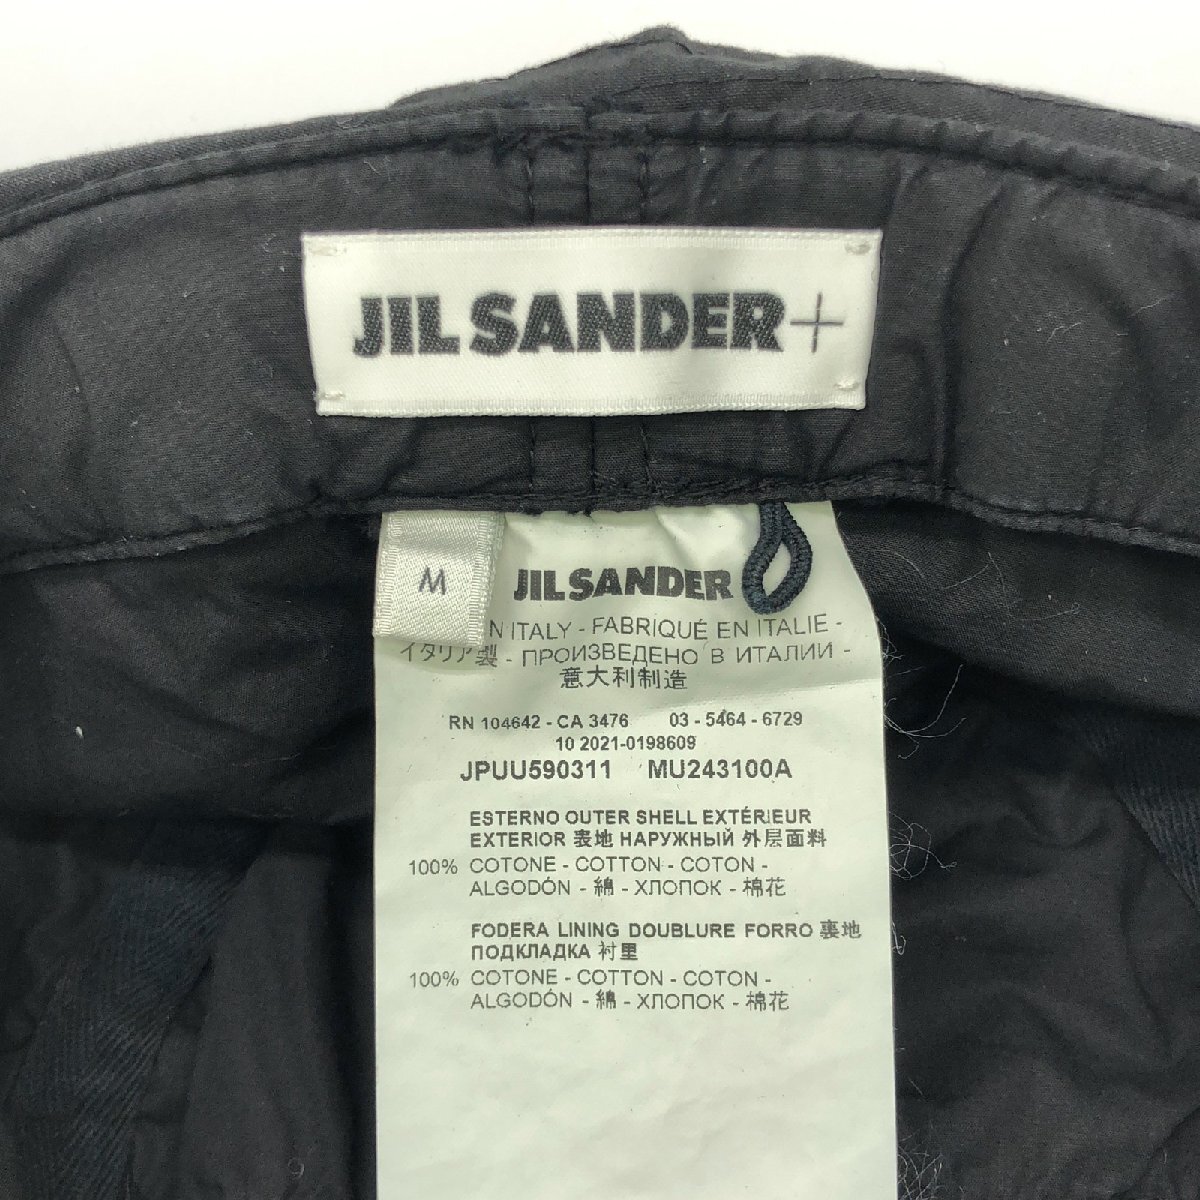 JIL SANDER+
M
JIL SANDER
N ITALY - FABRIQUÉ EN ITALIE -
イタリア製 - ПРОИЗВЕДЕНО В ИТАЛИИ -
意大利制造
RN 104642 - CA 3476 03 - 5464 - 6729
10 2021-0198609
JPUU590311 MU243100A
ESTERNO OUTER SHELL EXTÉRIEUR
EXTERIOR 表地 НАРУЖНЫЙ 外层面料
100% COTONE - COTTON - COTON -
ALGODÓN - 綿 - ХЛОПОК - 棉花
FODERA LINING DOUBLURE FORRO 裏地
ПОДКЛАДКА 衬里
100% COTONE - COTTON - COTON -
ALGODÓN - 綿 - ХЛОПОК - 棉花